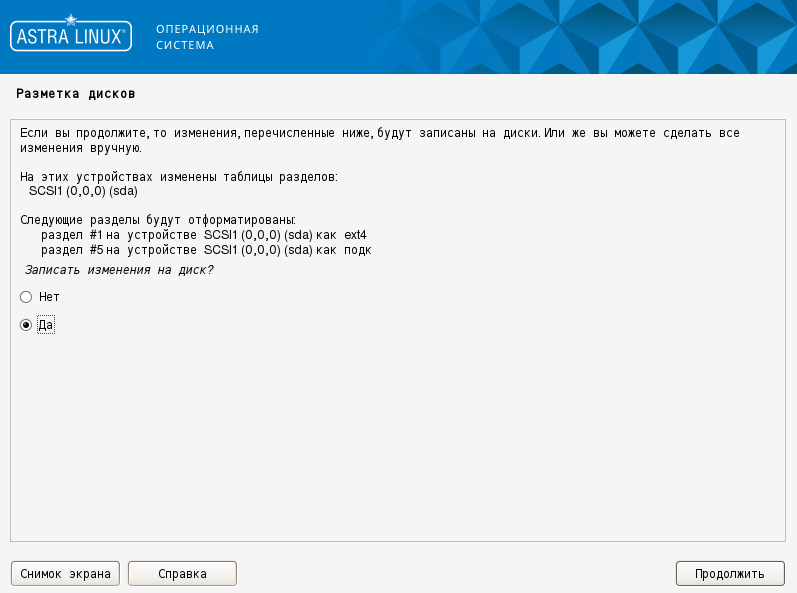 ASTRA LINUX®
ОПЕРАЦИОННАЯ
СИСТЕМА
Разметка дисков
Если вы продолжите, то изменения, перечисленные ниже, будут записаны на диски. Или же вы можете сделать все
изменения вручную.
На этих устройствах изменены таблицы разделов:
SCSI1 (0,0,0) (sda)
Следующие разделы будут отформатированы:
раздел #1 на устройстве SCSI1 (0,0,0) (sda) как ext4
раздел #5 на устройстве SCSI1 (0,0,0) (sda) как подк
Записать изменения на диск?
Нет
Да
Снимок экрана
Справка
Продолжить